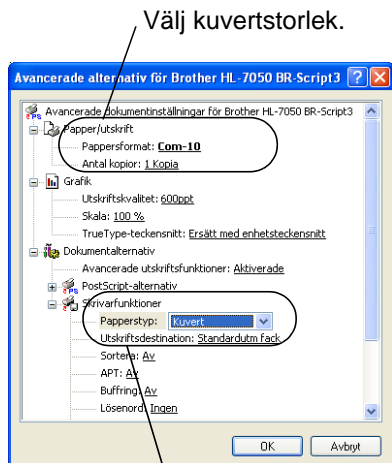 Välj kuvertstorlek.
Avancerade alternativ för Brother HL-7050 BR-Script3
Avancerade dokumentinställningar för Brother HL-7050 BR-Script3
Papper/utskrift
Pappersformat: Com-10
Antal kopior: 1 Kopia
Grafik
Utskriftskvalitet: 600ppt
Skala: 100 %
TrueType-teckensnitt: Ersätt med enhetsteckensnitt
Dokumentalternativ
Avancerade utskriftsfunktioner: Aktiverade
PostScript-alternativ
Skrivarfunktioner
Papperstyp: Kuvert
Utskriftsdestination: Standardutm fack
Sortera: Av
APT: Av
Buffring: Av
Lösenord: Ingen
OK Avbryt